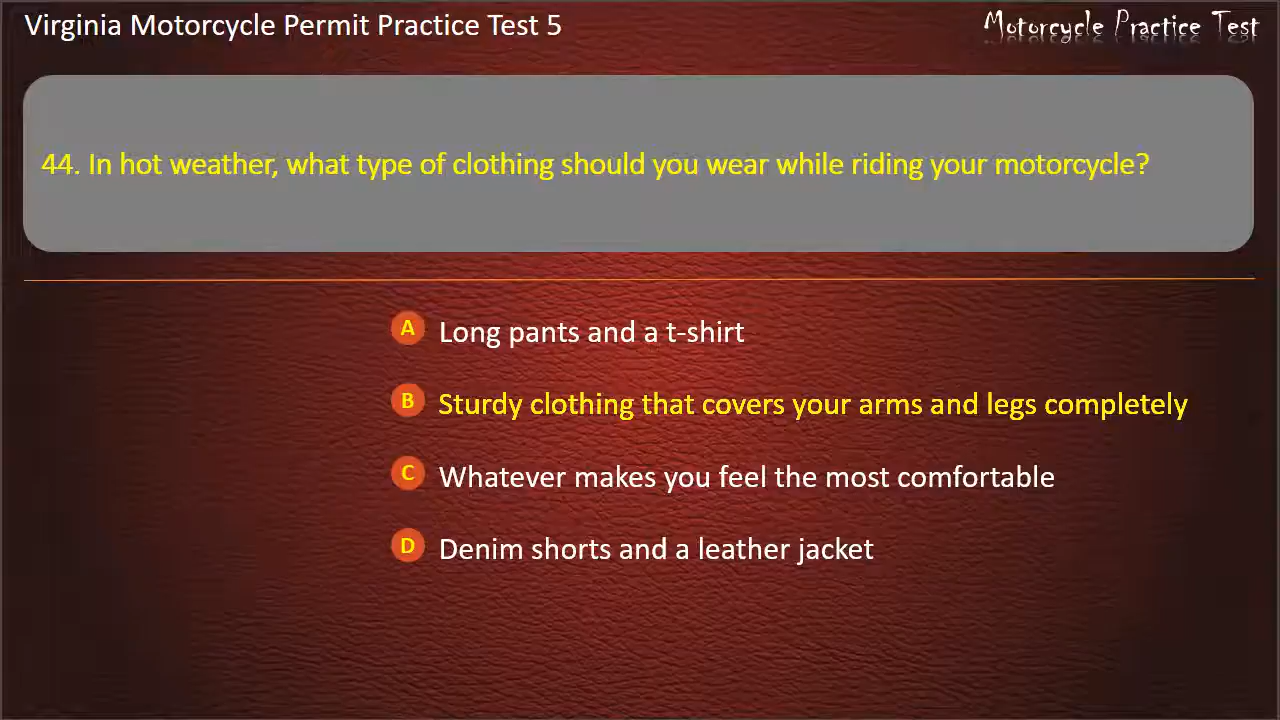 Virginia Motorcycle Permit Practice Test 5
Motorcycle Practice Test
44. In hot weather, what type of clothing should you wear while riding your motorcycle?
A Long pants and a t-shirt
B Sturdy clothing that covers your arms and legs completely
C Whatever makes you feel the most comfortable
D Denim shorts and a leather jacket